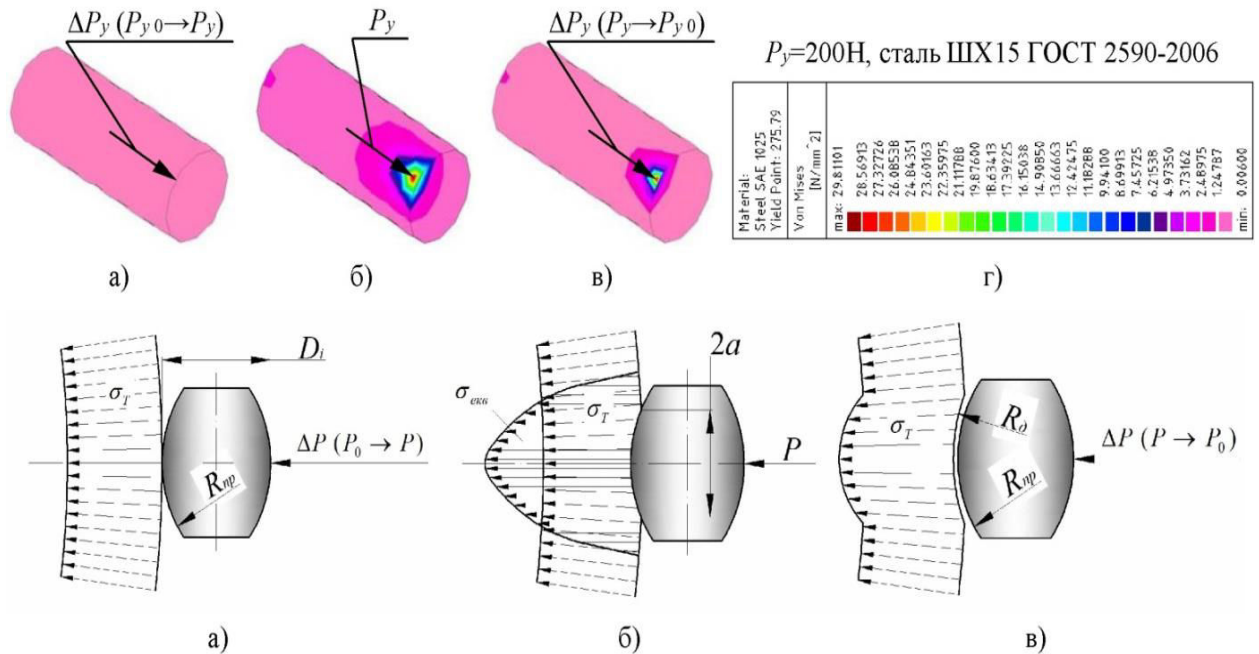 ΔPy (Py0→Py)
Py
ΔPy (Py→Py0)
Py=200Н, сталь ШХ15 ГОСТ 2590-2006
Material:
Steel SAE 1025
Yield Point: 275.79
Von Mises
[N/mm^2]
max: 29.81101
28.56913
27.32726
26.08538
24.84351
23.60163
22.35975
21.11788
19.87600
18.63413
17.39225
16.15038
14.90850
13.66663
12.42475
11.18288
9.94100
8.69913
7.45725
6.21538
4.97350
3.73162
2.48975
1.24787
min: 0.00600
а)
б)
в)
г)
σТ
Di
Rпр
ΔP (P0 → P)
σекв
σТ
2a
P
σТ
Rд
Rпр
ΔP (P → P0)
а)
б)
в)